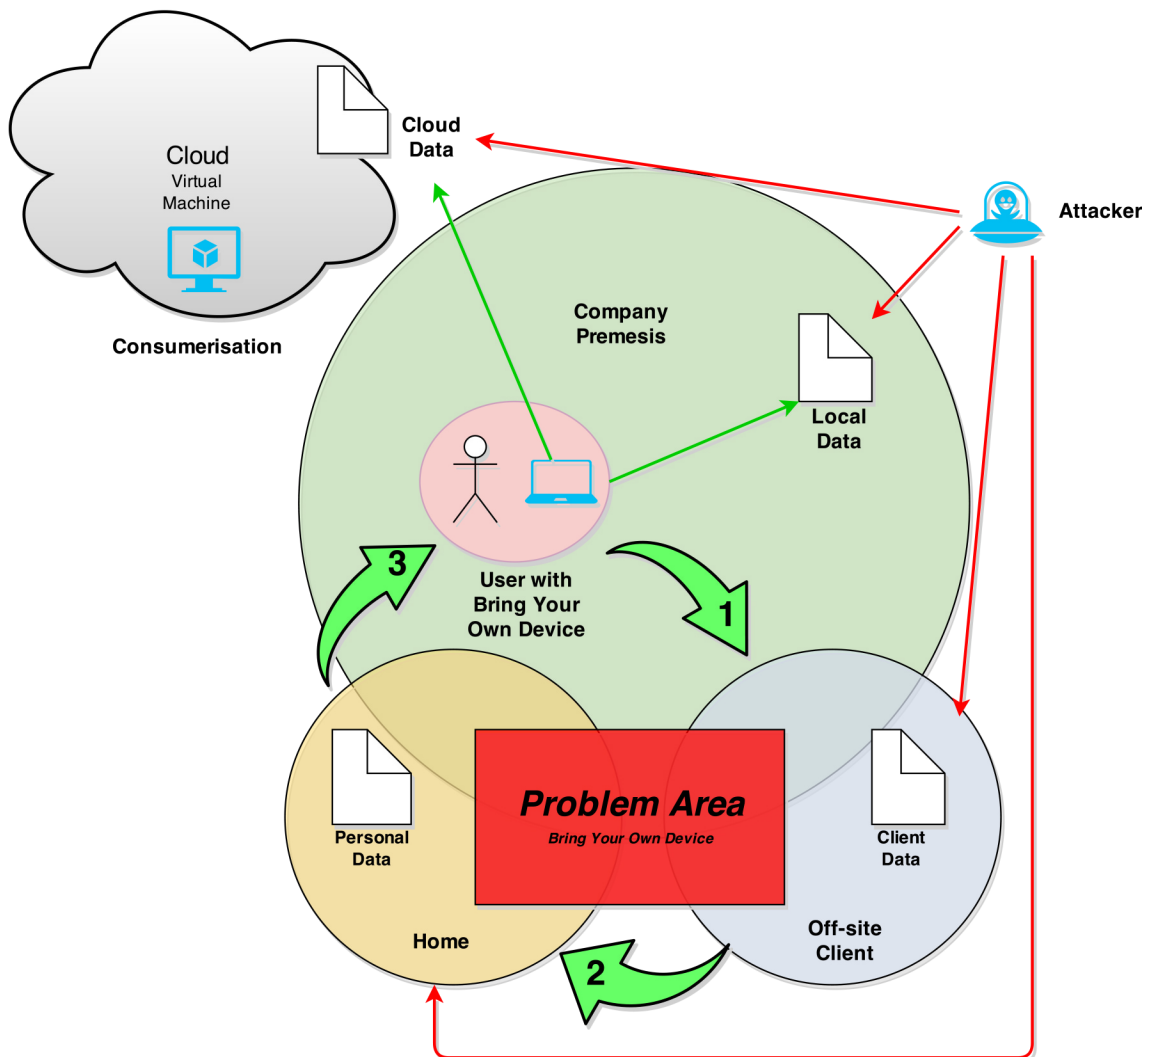 Cloud
Data
Cloud
Virtual
Machine
Attacker
Company
Premesis
Consumerisation
Local
Data
3
User with
Bring Your
Own Device
1
Problem Area
Bring Your Own Device
Personal
Data
Client
Data
Home
Off-site
Client
2